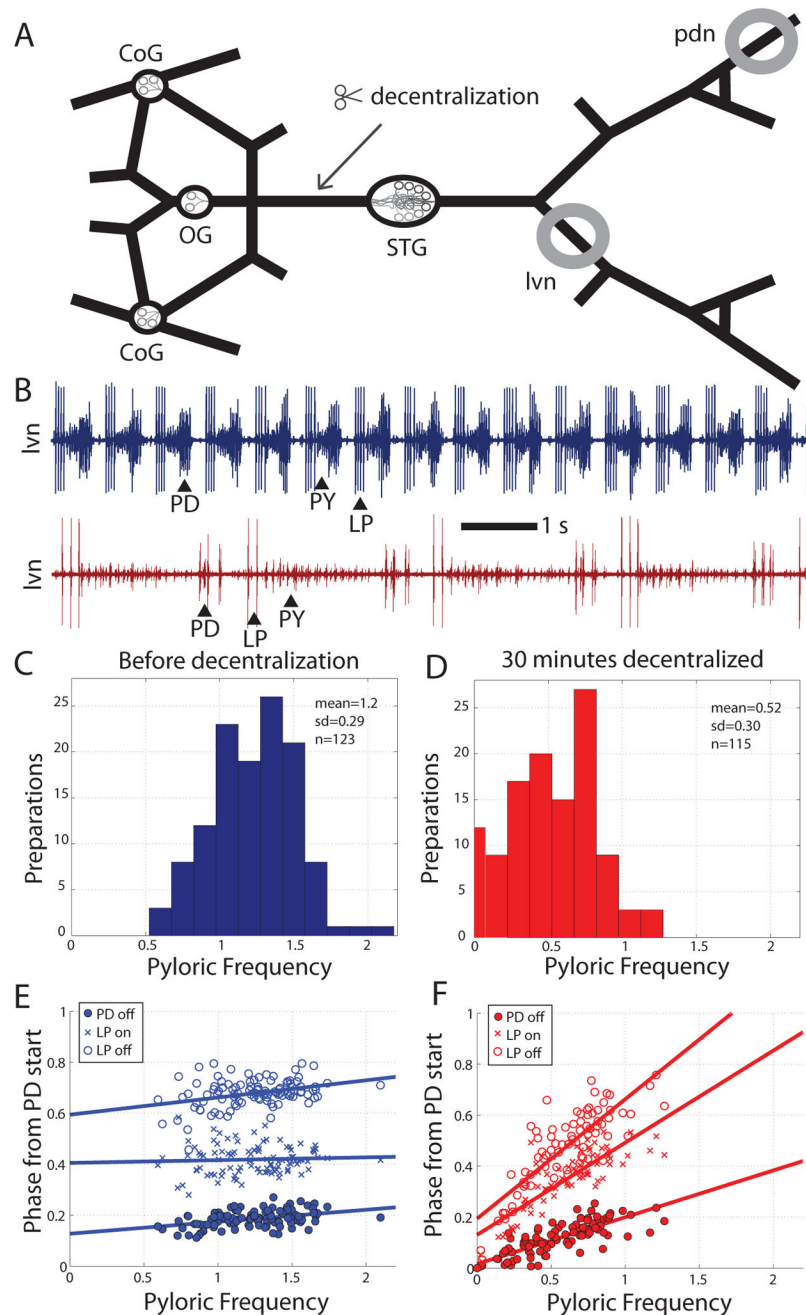 A
CoG
pdn
decentralization
OG
STG
lvn
CoG
B
lvn
PD
PY
LP
1 s
lvn
PD
LP
PY
C
Before decentralization
mean=1.2
sd=0.29
n=123
Preparations
25
15
5
0
0
0.5
1
1.5
2
Pyloric Frequency
D
30 minutes decentralized
mean=0.52
sd=0.30
n=115
Preparations
25
15
5
0
0
0.5
1
1.5
2
Pyloric Frequency
E
PD off
LP on
LP off
Phase from PD start
1
0.8
0.6
0.4
0.2
0
0
0.5
1
1.5
2
Pyloric Frequency
F
PD off
LP on
LP off
Phase from PD start
1
0.8
0.6
0.4
0.2
0
0
0.5
1
1.5
2
Pyloric Frequency